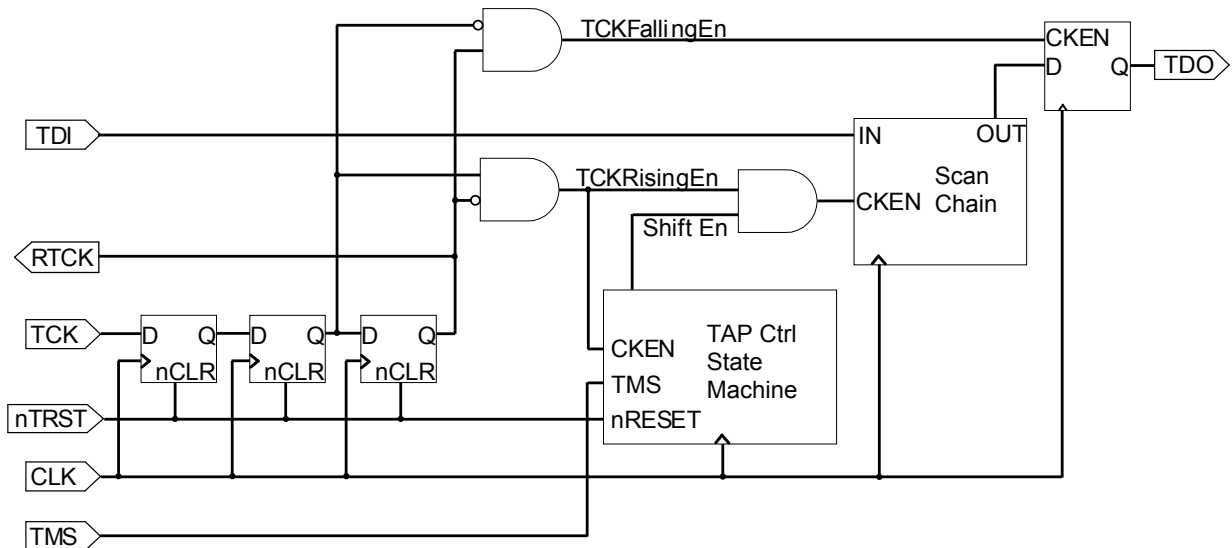 TCKFallingEn
CKEN
D Q
TDO
TDI
IN OUT
Scan
Chain
CKEN
TCKRisingEn
Shift En
RTCK
TCK
D Q
nCLR
D Q
nCLR
D Q
nCLR
TAP Ctrl
State
Machine
CKEN
TMS
nRESET
nTRST
CLK
TMS